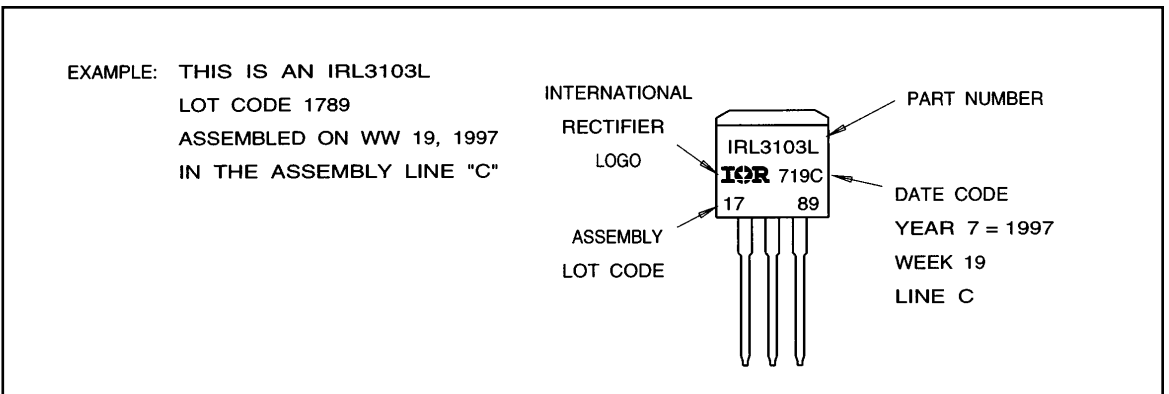 EXAMPLE: THIS IS AN IRL3103L
LOT CODE 1789
ASSEMBLED ON WW 19, 1997
IN THE ASSEMBLY LINE "C"
INTERNATIONAL
RECTIFIER
LOGO
ASSEMBLY
LOT CODE
IRL3103L
IOR 719C
17 89
PART NUMBER
DATE CODE
YEAR 7 = 1997
WEEK 19
LINE C